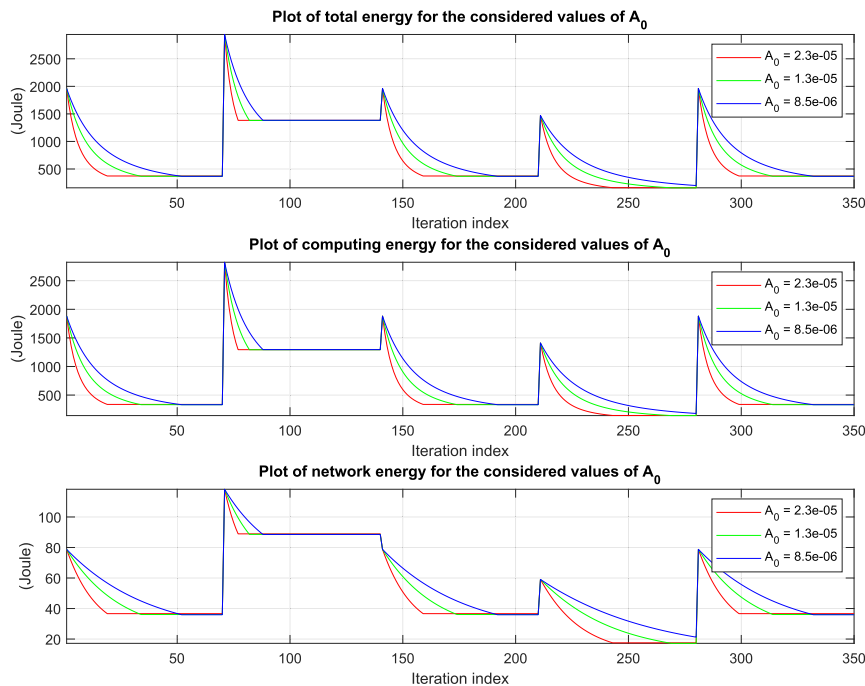 Plot of total energy for the considered values of A0
(Joule)
2500
2000
1500
1000
500
A0 = 2.3e-05
A0 = 1.3e-05
A0 = 8.5e-06
50 100 150 200 250 300 350
Iteration index
Plot of computing energy for the considered values of A0
(Joule)
2500
2000
1500
1000
500
A0 = 2.3e-05
A0 = 1.3e-05
A0 = 8.5e-06
50 100 150 200 250 300 350
Iteration index
Plot of network energy for the considered values of A0
(Joule)
100
80
60
40
20
A0 = 2.3e-05
A0 = 1.3e-05
A0 = 8.5e-06
50 100 150 200 250 300 350
Iteration index